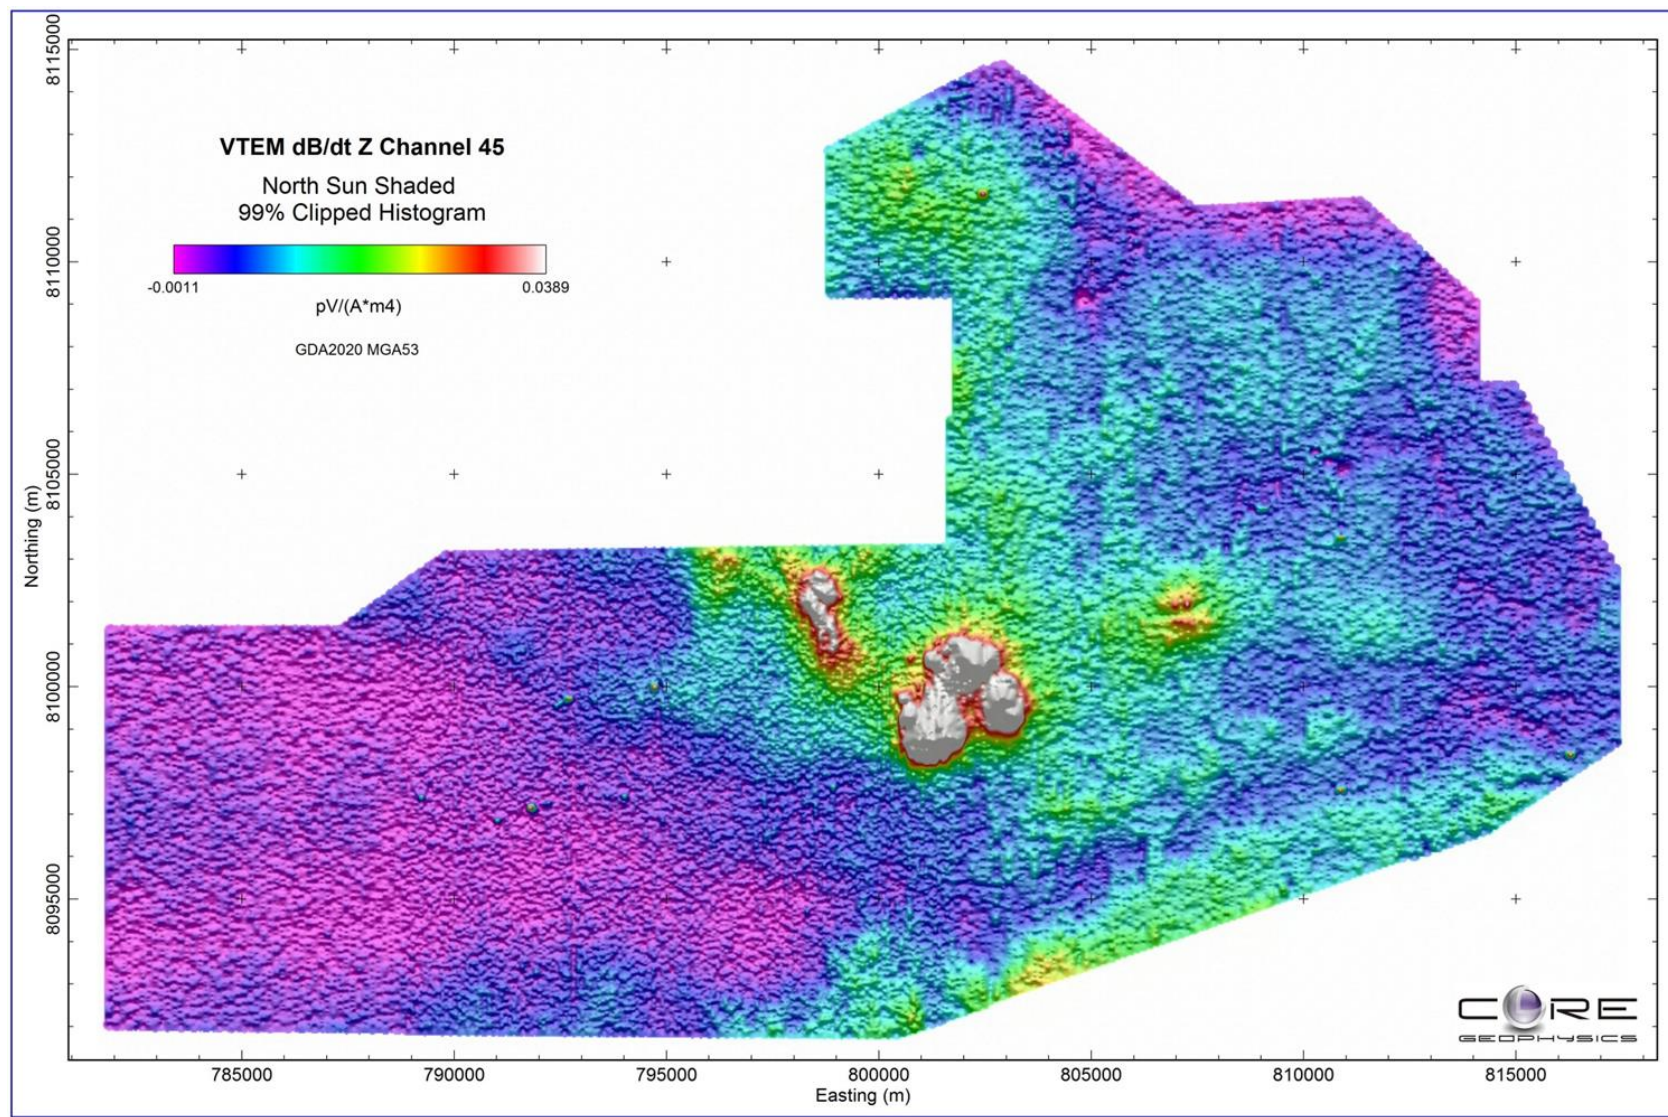 VTEM dB/dt Z Channel 45
North Sun Shaded
99% Clipped Histogram
-0.0011
0.0389
pV/(A*m4)
GDA2020 MGA53
8115000
8110000
8105000
8100000
8095000
Northing (m)
785000
790000
795000
800000
805000
810000
815000
Easting (m)
CORE
GEOPHYSICS